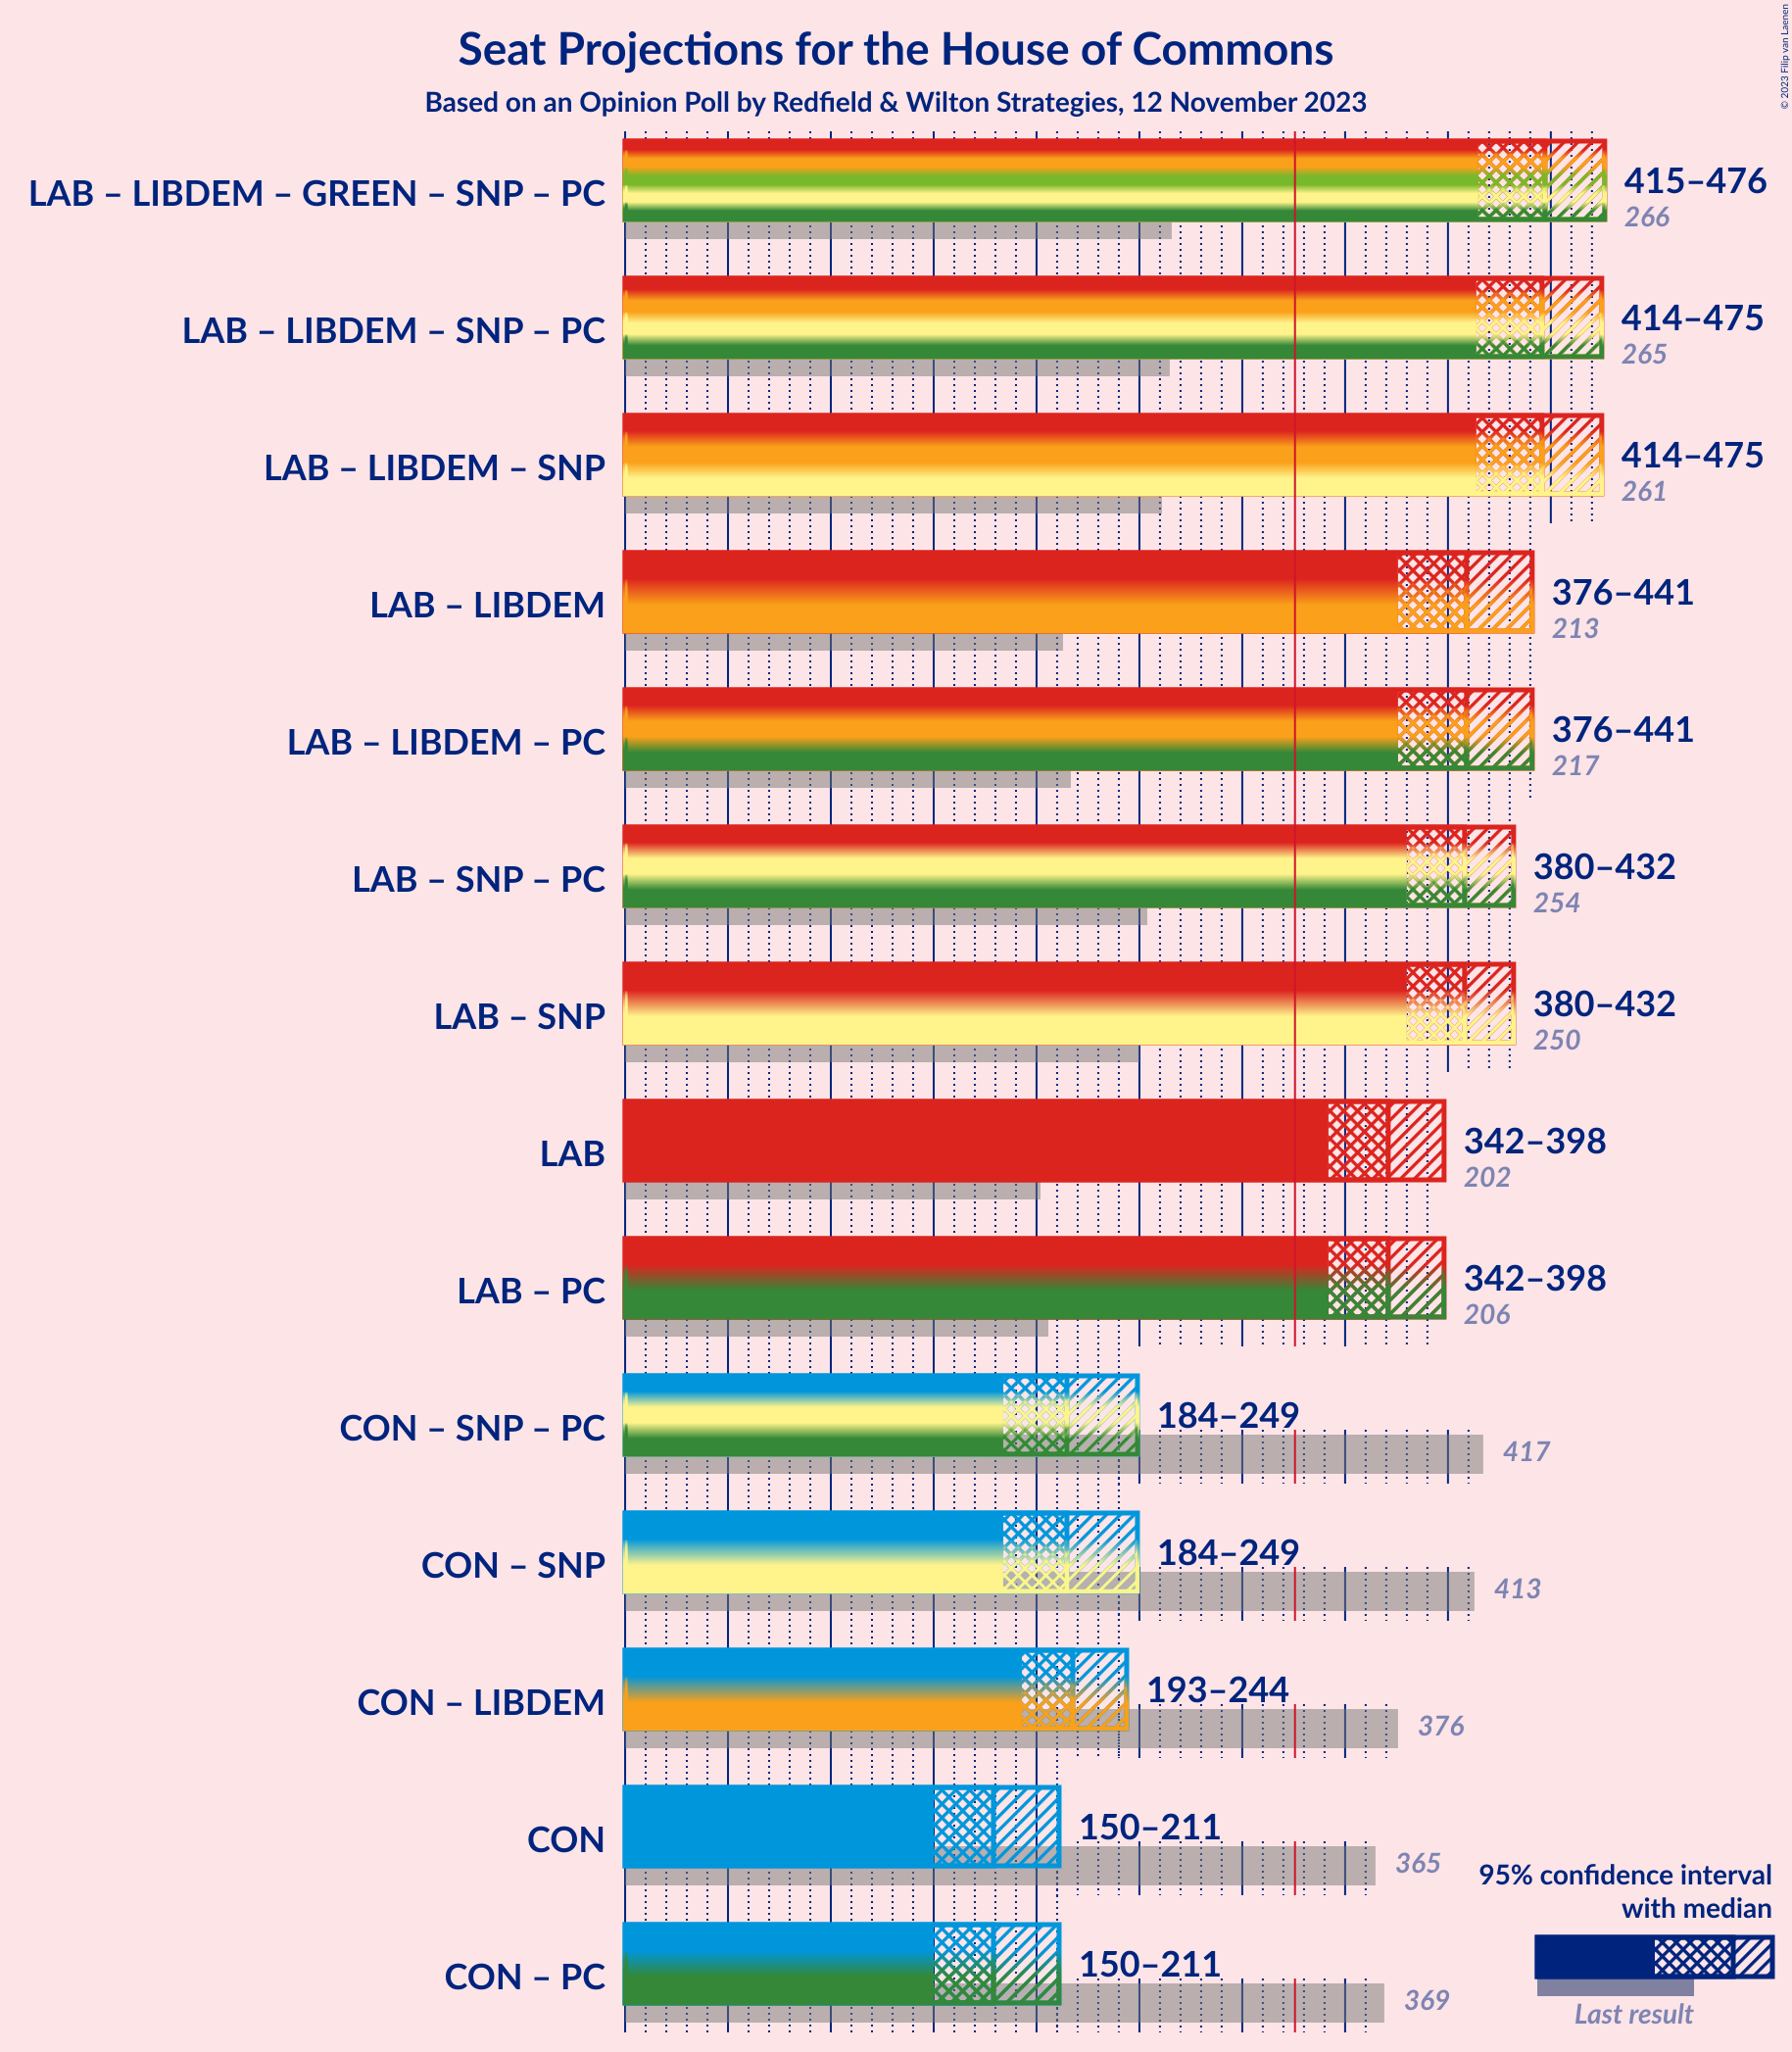 Seat Projections for the House of Commons
Based on an Opinion Poll by Redfield & Wilton Strategies, 12 November 2023
© 2023 Filip van Laenen
LAB – LIBDEM – GREEN – SNP – PC
415–476
266
LAB – LIBDEM – SNP – PC
414–475
265
LAB – LIBDEM – SNP
414–475
261
LAB – LIBDEM
376–441
213
LAB – LIBDEM – PC
376–441
217
LAB – SNP – PC
380–432
254
LAB – SNP
380–432
250
LAB
342–398
202
LAB – PC
342–398
206
CON – SNP – PC
184–249
417
CON – SNP
184–249
413
CON – LIBDEM
193–244
376
CON
150–211
365
CON – PC
150–211
369
95% confidence interval
with median
Last result